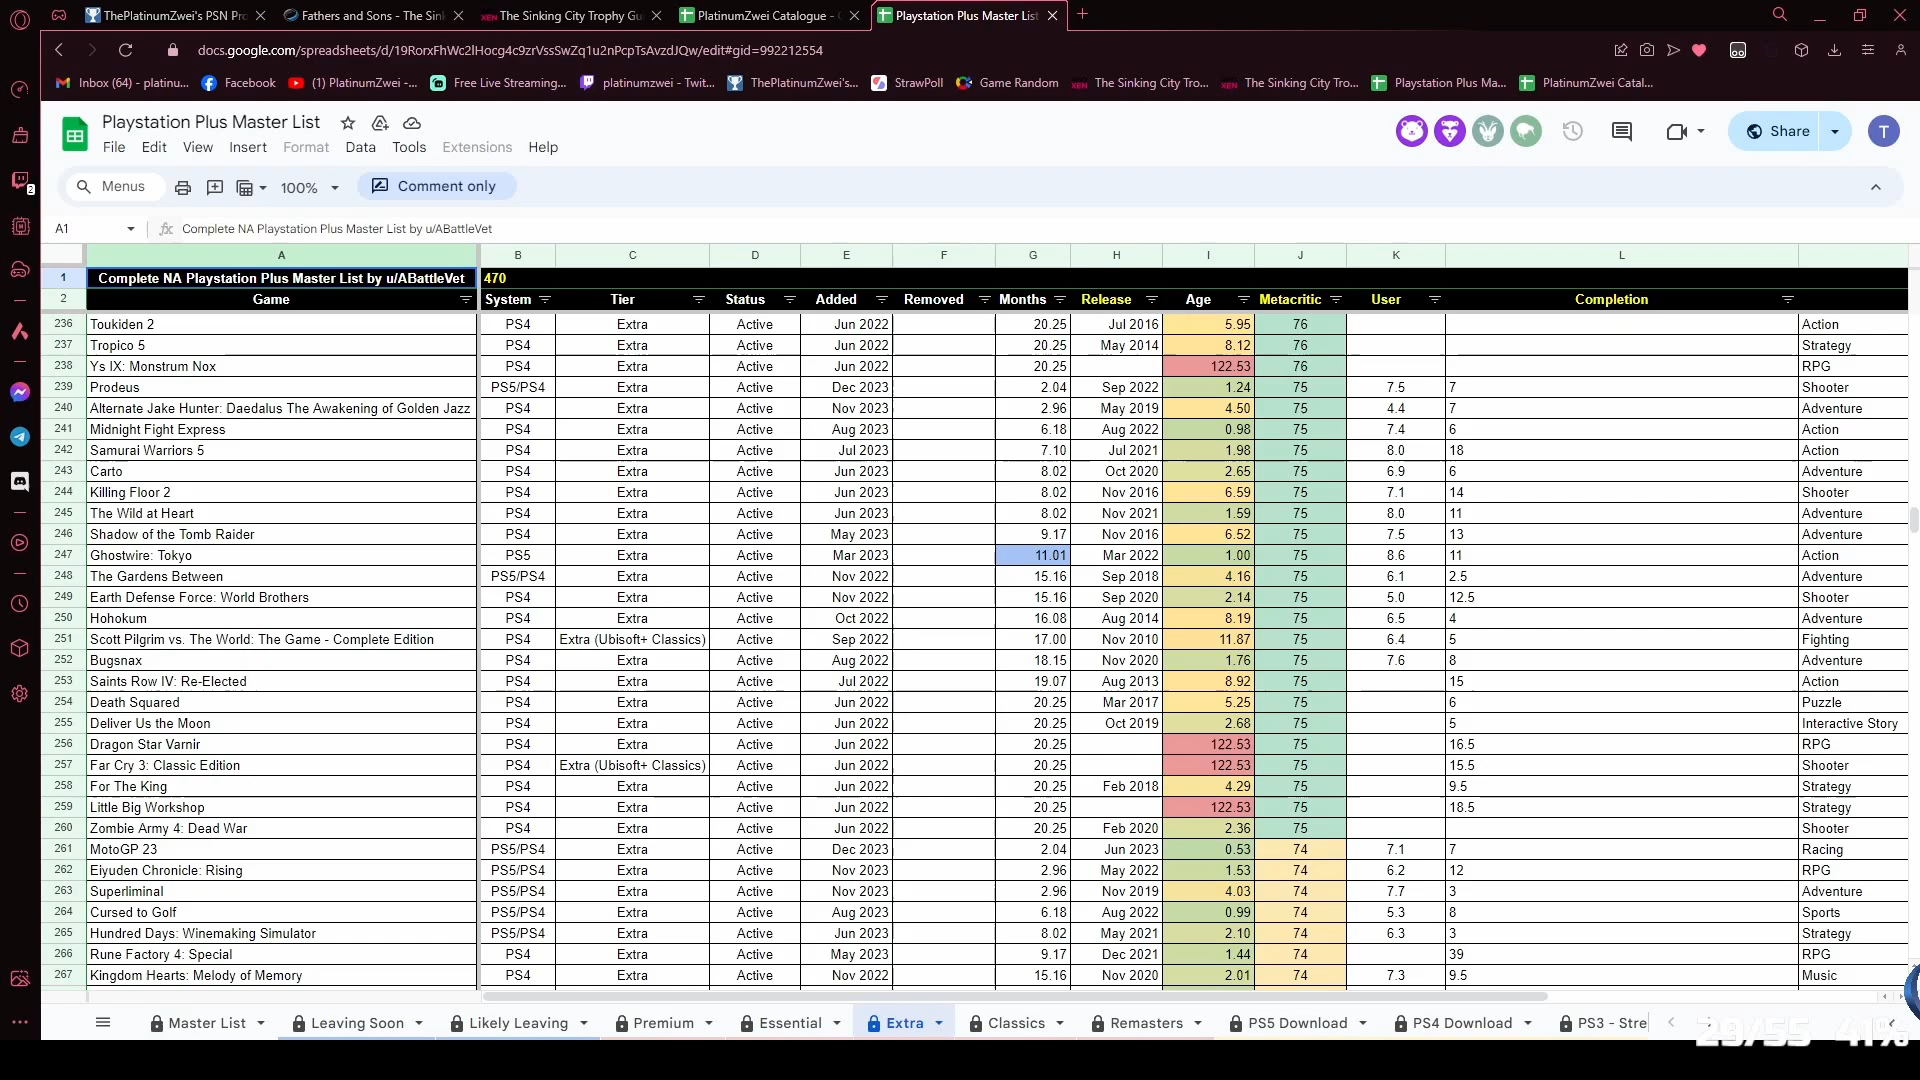 ThePlatinumZwei's PSN Pro
Fathers and Sons - The Sink
The Sinking City Trophy Gu
PlatinumZwei Catalogue -
Playstation Plus Master List
docs.google.com/spreadsheets/d/19RorxFhWc2lHocg4c9zrVssSwZq1u2nPcpTsAvzdJQw/edit#gid=992212554
Inbox (64) - platinu...
Facebook
(1) PlatinumZwei -...
Free Live Streaming...
platinumzwei - Twit...
ThePlatinumZwei's...
StrawPoll
Game Random
The Sinking City Tro...
The Sinking City Tro...
Playstation Plus Ma...
PlatinumZwei Catal...
Playstation Plus Master List
File Edit View Insert Format Data Tools Extensions Help
Share
T
2
Menus
100%
Comment only
A1
fx Complete NA Playstation Plus Master List by u/ABattleVet
A B C D E F G H I J K L
1 Complete NA Playstation Plus Master List by u/ABattleVet 470
2 Game System Tier Status Added Removed Months Release Age Metacritic User Completion
236 Toukiden 2 PS4 Extra Active Jun 2022 20.25 Jul 2016 5.95 76 Action
237 Tropico 5 PS4 Extra Active Jun 2022 20.25 May 2014 8.12 76 Strategy
238 Ys IX: Monstrum Nox PS4 Extra Active Jun 2022 20.25 122.53 76 RPG
239 Prodeus PS5/PS4 Extra Active Dec 2023 2.04 Sep 2022 1.24 75 7.5 7 Shooter
240 Alternate Jake Hunter: Daedalus The Awakening of Golden Jazz PS4 Extra Active Nov 2023 2.96 May 2019 4.50 75 4.4 7 Adventure
241 Midnight Fight Express PS4 Extra Active Aug 2023 6.18 Aug 2022 0.98 75 7.4 6 Action
242 Samurai Warriors 5 PS4 Extra Active Jul 2023 7.10 Jul 2021 1.98 75 8.0 18 Action
243 Carto PS4 Extra Active Jun 2023 8.02 Oct 2020 2.65 75 6.9 6 Adventure
244 Killing Floor 2 PS4 Extra Active Jun 2023 8.02 Nov 2016 6.59 75 7.1 14 Shooter
245 The Wild at Heart PS4 Extra Active Jun 2023 8.02 Nov 2021 1.59 75 8.0 11 Adventure
246 Shadow of the Tomb Raider PS4 Extra Active May 2023 9.17 Nov 2016 6.52 75 7.5 13 Adventure
247 Ghostwire: Tokyo PS5 Extra Active Mar 2023 11.01 Mar 2022 1.00 75 8.6 11 Action
248 The Gardens Between PS5/PS4 Extra Active Nov 2022 15.16 Sep 2018 4.16 75 6.1 2.5 Adventure
249 Earth Defense Force: World Brothers PS4 Extra Active Nov 2022 15.16 Sep 2020 2.14 75 5.0 12.5 Shooter
250 Hohokum PS4 Extra Active Oct 2022 16.08 Aug 2014 8.19 75 6.5 4 Adventure
251 Scott Pilgrim vs. The World: The Game - Complete Edition PS4 Extra (Ubisoft+ Classics) Active Sep 2022 17.00 Nov 2010 11.87 75 6.4 5 Fighting
252 Bugsnax PS4 Extra Active Aug 2022 18.15 Nov 2020 1.76 75 7.6 8 Adventure
253 Saints Row IV: Re-Elected PS4 Extra Active Jul 2022 19.07 Aug 2013 8.92 75 15 Action
254 Death Squared PS4 Extra Active Jun 2022 20.25 Mar 2017 5.25 75 6 Puzzle
255 Deliver Us the Moon PS4 Extra Active Jun 2022 20.25 Oct 2019 2.68 75 5 Interactive Story
256 Dragon Star Varnir PS4 Extra Active Jun 2022 20.25 122.53 75 16.5 RPG
257 Far Cry 3: Classic Edition PS4 Extra (Ubisoft+ Classics) Active Jun 2022 20.25 122.53 75 15.5 Shooter
258 For The King PS4 Extra Active Jun 2022 20.25 Feb 2018 4.29 75 9.5 Strategy
259 Little Big Workshop PS4 Extra Active Jun 2022 20.25 122.53 75 18.5 Strategy
260 Zombie Army 4: Dead War PS4 Extra Active Jun 2022 20.25 Feb 2020 2.36 75 Shooter
261 MotoGP 23 PS5/PS4 Extra Active Dec 2023 2.04 Jun 2023 0.53 74 7.1 7 Racing
262 Eiyuden Chronicle: Rising PS5/PS4 Extra Active Nov 2023 2.96 May 2022 1.53 74 6.2 12 RPG
263 Superliminal PS5/PS4 Extra Active Nov 2023 2.96 Nov 2019 4.03 74 7.7 3 Adventure
264 Cursed to Golf PS5/PS4 Extra Active Aug 2023 6.18 Aug 2022 0.99 74 5.3 8 Sports
265 Hundred Days: Winemaking Simulator PS5/PS4 Extra Active Jun 2023 8.02 May 2021 2.10 74 6.3 3 Strategy
266 Rune Factory 4: Special PS4 Extra Active May 2023 9.17 Dec 2021 1.44 74 39 RPG
267 Kingdom Hearts: Melody of Memory PS4 Extra Active Nov 2022 15.16 Nov 2020 2.01 74 7.3 9.5 Music
Master List Leaving Soon Likely Leaving Premium Essential Extra Classics Remasters PS5 Download PS4 Download PS3 - Stre
29/55 41%